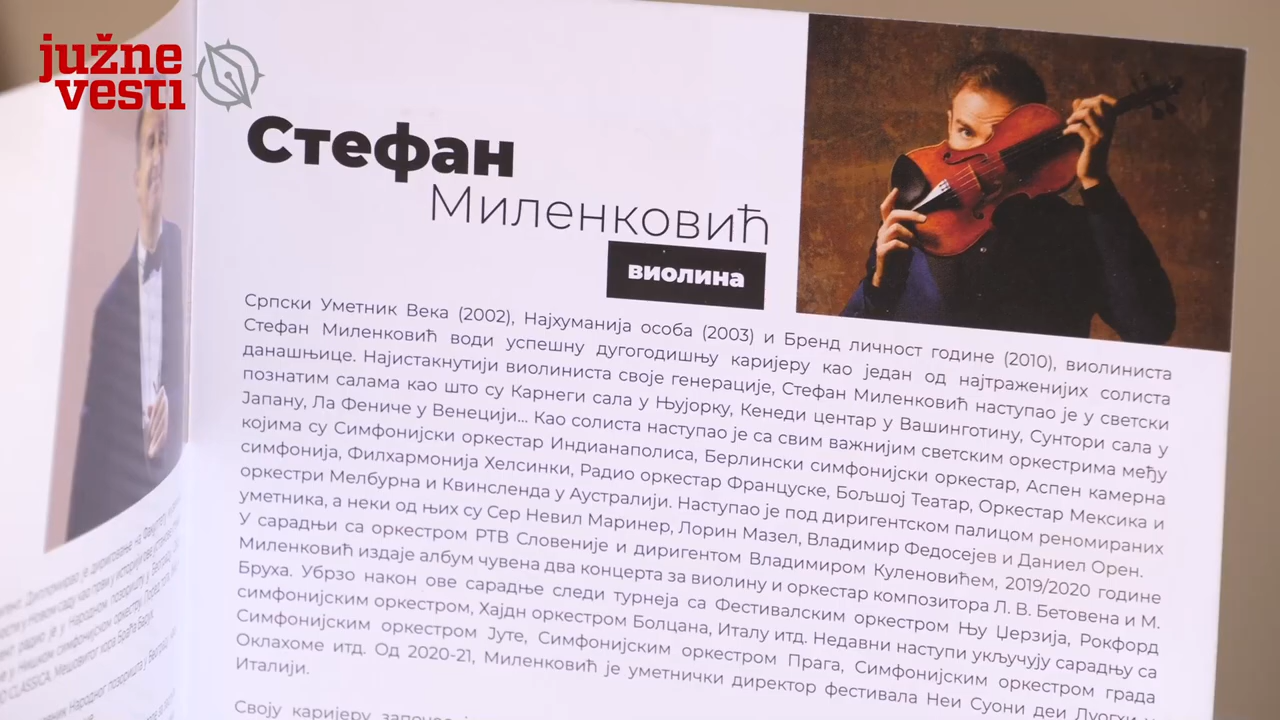 južne
vesti
Стефан
Миленковић
виолина
Српски Уметник Века (2002), Најхуманија особа (2003) и Бренд личност године (2010), виолиниста
Стефан Миленковић води успешну дугогодишњу каријеру као један од најтраженијих солиста
данашњице. Најистакнутији виолиниста своје генерације, Стефан Миленковић наступао је у светски
познатим салама као што су Карнеги сала у Њујорку, Кенеди центар у Вашинготину, Сунтори сала у
Јапану, Ла Фениче у Венецији... Као солиста наступао је са свим важнијим светским оркестрима међу
којима су Симфонијски оркестар Индианаполиса, Берлински симфонијски оркестар, Аспен камерна
симфонија, Филхармонија Хелсинки, Радио оркестар Француске, Бољшој Театар, Оркестар Мексика и
оркестри Мелбурна и Квинсленда у Аустралији. Наступао је под диригентском палицом реномираних
уметника, а неки од њих су Сер Невил Маринер, Лорин Мазел, Владимир Федосејев и Даниел Орен.
У сарадњи са оркестром РТВ Словеније и диригентом Владимиром Куленовићем, 2019/2020 године
Миленковић издаје албум чувена два концерта за виолину и оркестар композитора Л. В. Бетовена и М.
Бруха. Убрзо након ове сарадње следи турнеја са Фестивалским оркестром Њу Џерзија, Рокфорд
симфонијским оркестром, Хајдн оркестром Болцана, Италу итд. Недавни наступи укључују сарадњу са
Симфонијским оркестром Јуте, Симфонијским оркестром Прага, Симфонијским оркестром града
Оклахоме итд. Од 2020-21, Миленковић је уметнички директор фестивала Неи Суони деи Луогхи у
Италији.
Своју каријеру